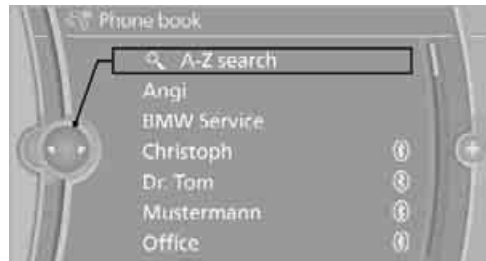 Phone book
A-Z search
Angi
BMW Service
Christoph
Dr. Tom
Mustermann
Office